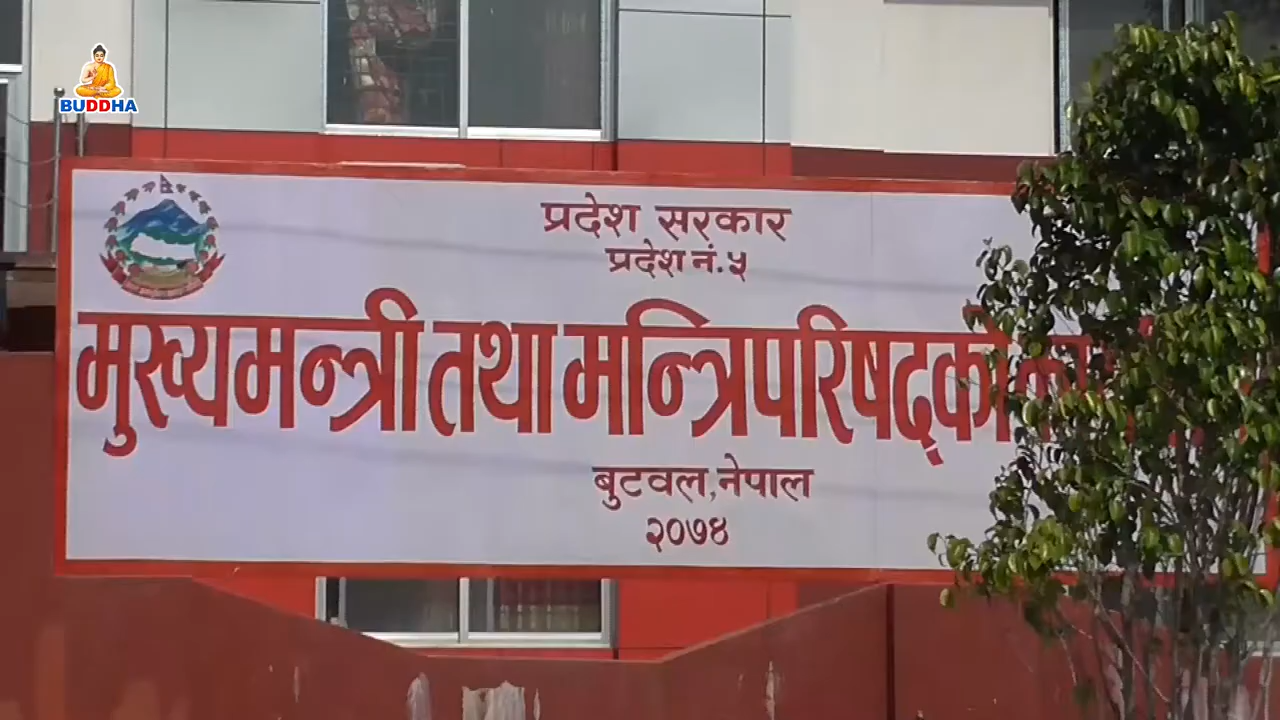 BUDDHA
प्रदेश सरकार
प्रदेश नं. ५
मुख्यमन्त्री तथा मन्त्रिपरिषद्को
बुटवल, नेपाल
२०७४